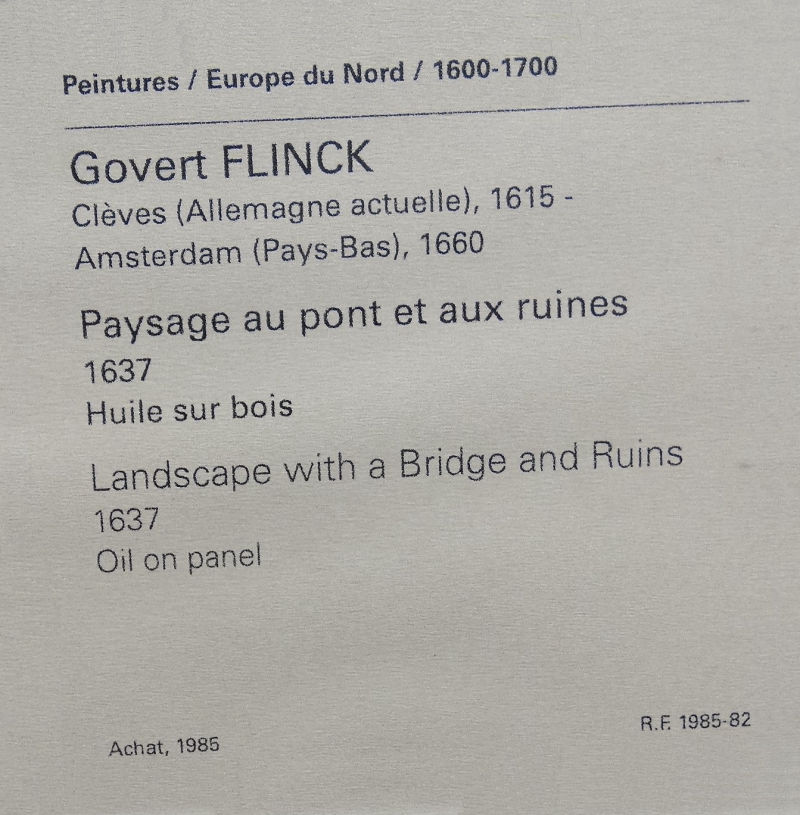 Peintures / Europe du Nord / 1600-1700
Govert FLINCK
Clèves (Allemagne actuelle), 1615 -
Amsterdam (Pays-Bas), 1660
Paysage au pont et aux ruines
1637
Huile sur bois
Landscape with a Bridge and Ruins
1637
Oil on panel
Achat, 1985
R.F. 1985-82